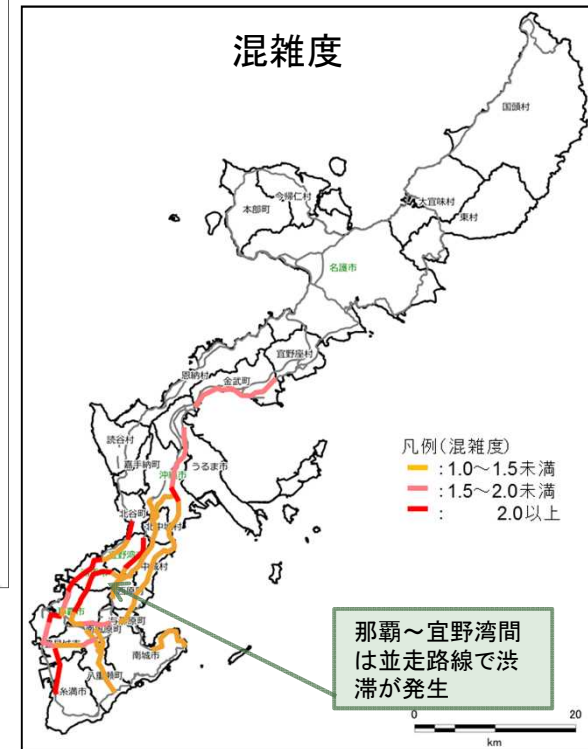 混雑度
国頭村
今帰仁村
本部町
大宜味村
東村
名護市
宜野座村
恩納村
金武町
読谷村
嘉手納町
うるま市
沖縄市
凡例(混雑度)
:1.0～1.5未満
:1.5～2.0未満
: 2.0以上
北谷町
北中城村
宜野湾
中城村
西原町
与那原町
南風原町
南城市
八重瀬町
糸満市
那覇～宜野湾間
は並走路線で渋
滞が発生
0 20
km